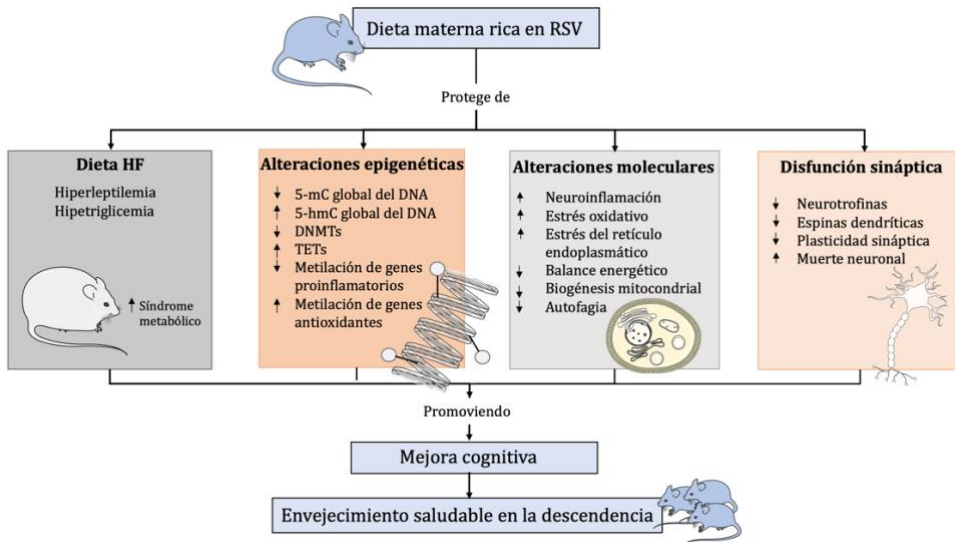 Dieta materna rica en RSV
Protege de
Dieta HF
Hiperleptilemia
Hipetriglicemia
↑ Síndrome
metabólico
Alteraciones epigenéticas
↓ 5-mC global del DNA
↑ 5-hmC global del DNA
↓ DNMTs
↑ TETs
↓ Metilación de genes
proinflamatorios
↑ Metilación de genes
antioxidantes
Alteraciones moleculares
↑ Neuroinflamación
↑ Estrés oxidativo
↑ Estrés del retículo
endoplasmático
↓ Balance energético
↓ Biogénesis mitocondrial
↓ Autofagia
Disfunción sináptica
↓ Neurotrofinas
↓ Espinas dendríticas
↓ Plasticidad sináptica
↑ Muerte neuronal
Promoviendo
Mejora cognitiva
Envejecimiento saludable en la descendencia